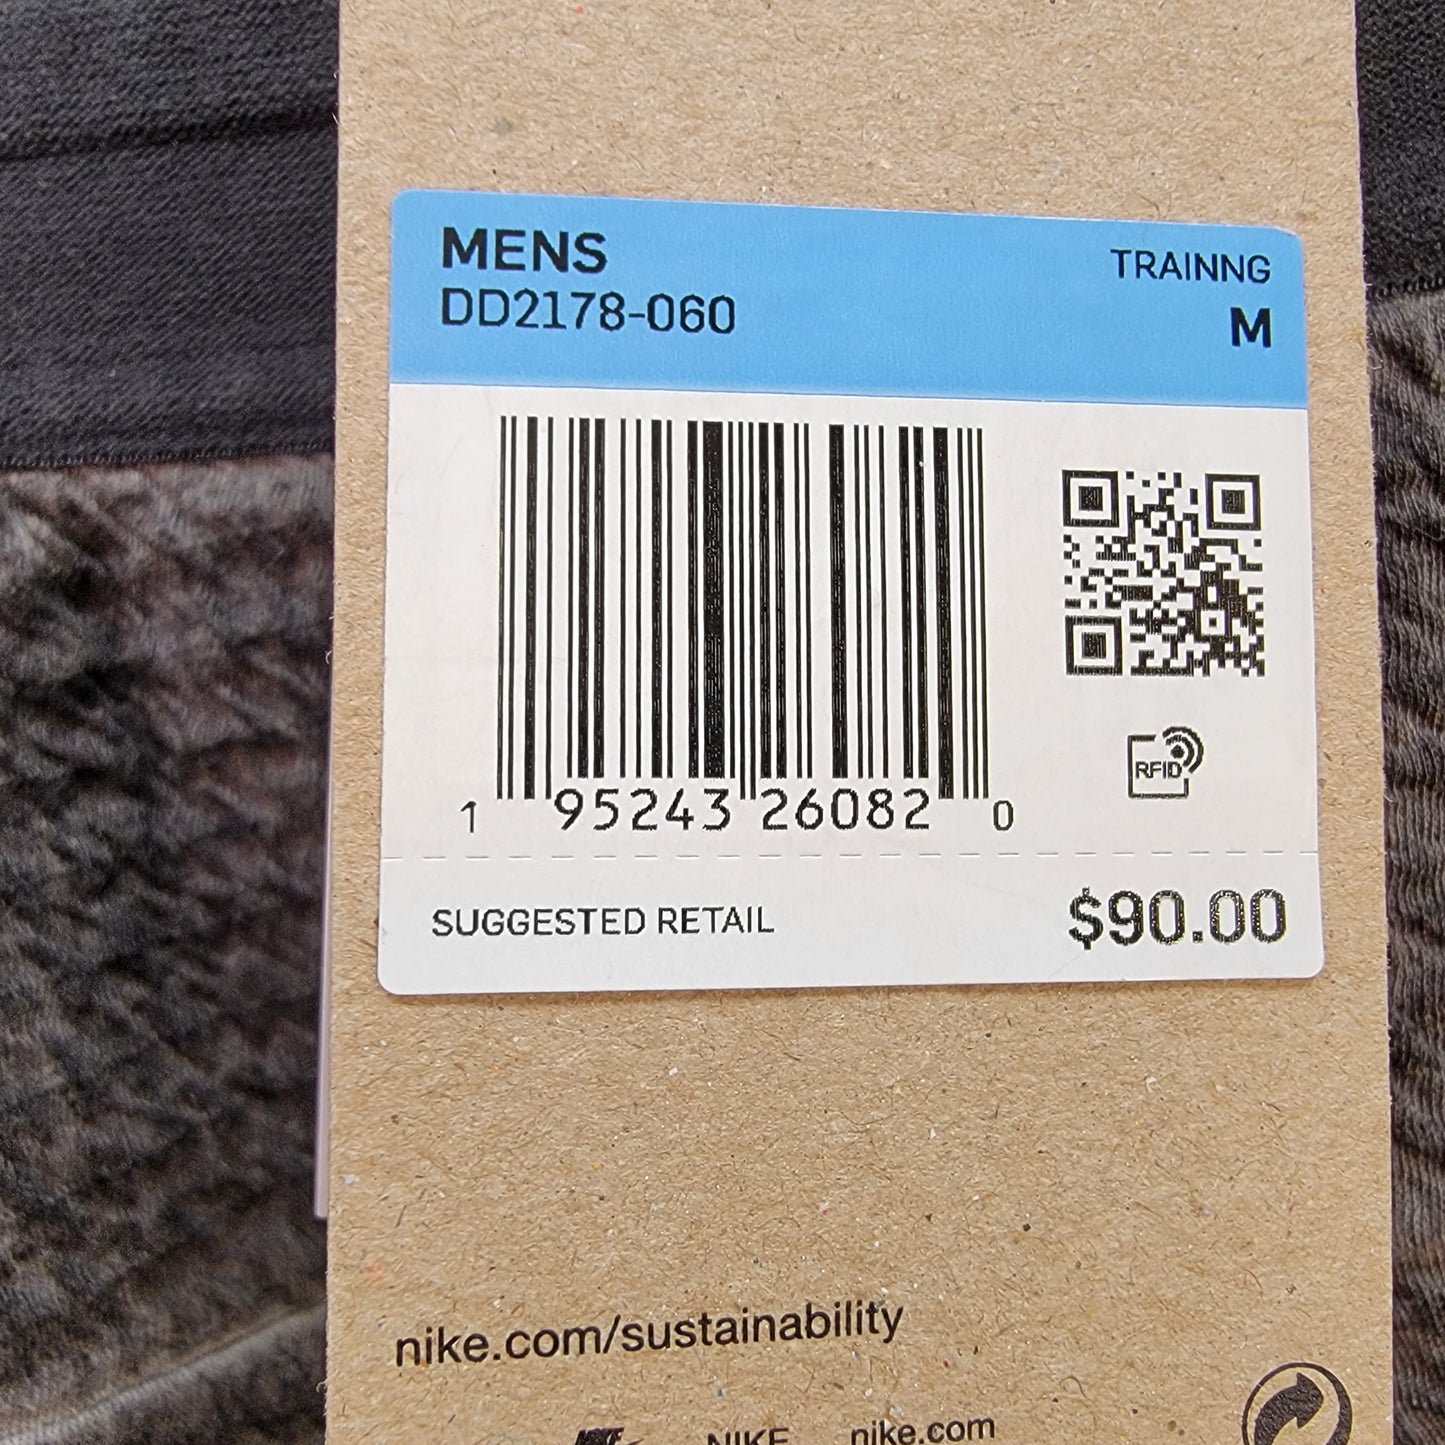 MENS
TRAINNG
DD2178-060
M
RFID
1 95243 26082 0
SUGGESTED RETAIL
$90.00
nike.com/sustainability
NIKE
NIKE
nike.com